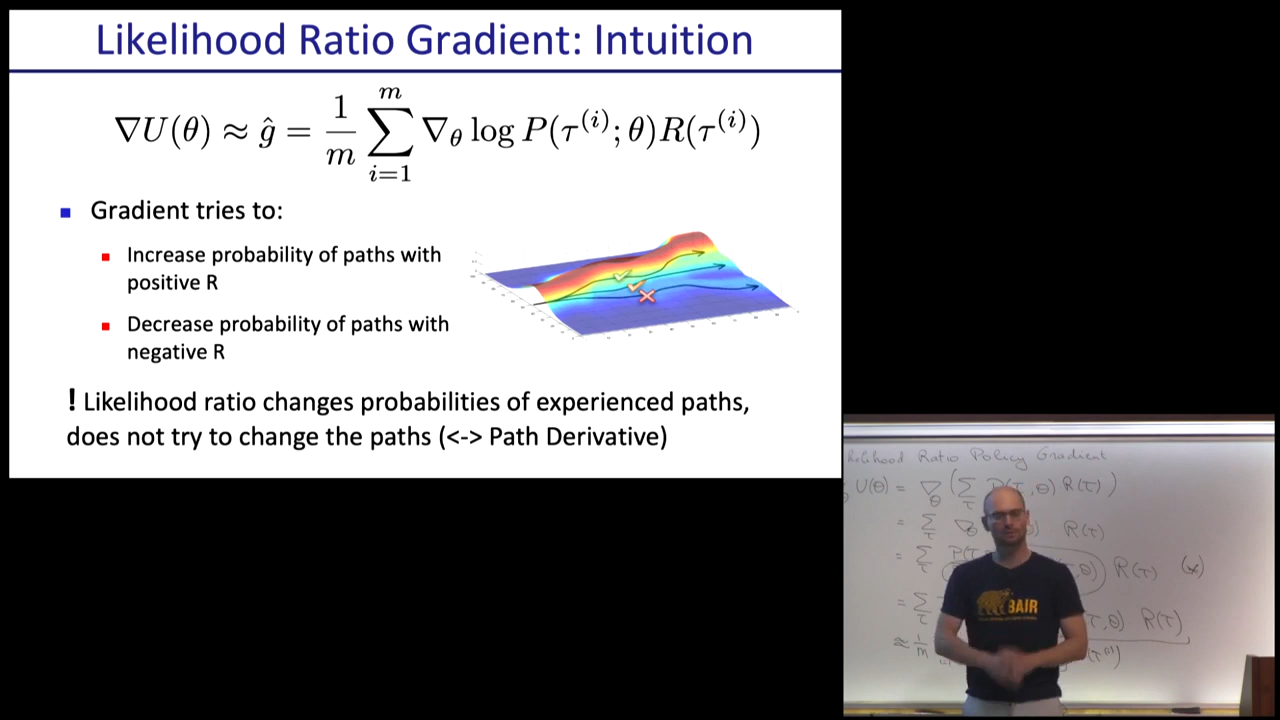 Likelihood Ratio Gradient: Intuition
∇U(θ) ≈ ĝ = 1/m ∑_{i=1}^{m} ∇_θ log P(τ^{(i)}; θ)R(τ^{(i)})
Gradient tries to:
Increase probability of paths with
positive R
Decrease probability of paths with
negative R
! Likelihood ratio changes probabilities of experienced paths,
does not try to change the paths (<-> Path Derivative)
Ratio Policy Gradient
U(θ) = ∇_θ (∑_τ P(τ, θ) R(τ))
= ∑_τ R(τ)
= ∑_τ R(τ) (*)
= ∑_τ R(τ)
≈ 1/m
BAIR